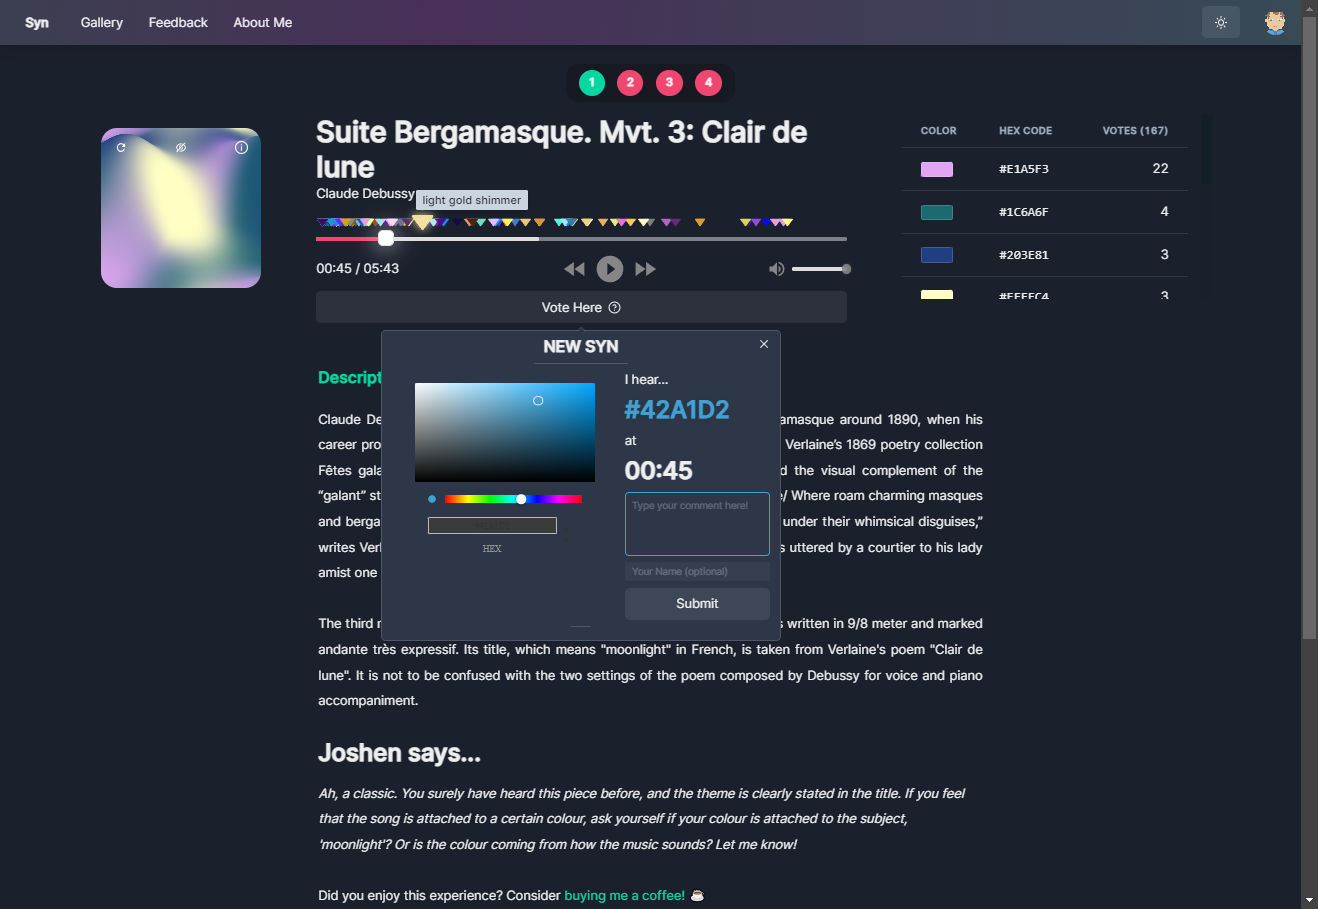 Syn Gallery Feedback About Me
1 2 3 4
Suite Bergamasque. Mvt. 3: Clair de
lune
Claude Debussy
light gold shimmer
00:45 / 05:43
Vote Here
COLOR HEX CODE VOTES (167)
#E1A5F3 22
#1C6A6F 4
#203E81 3
3
NEW SYN
I hear...
#42A1D2
at
00:45
Type your comment here!
Your Name (optional)
Submit
HEX
Descript
Claude De amasque around 1890, when his
career pro Verlaine’s 1869 poetry collection
Fêtes gala d the visual complement of the
“galant” st e/ Where roam charming masques
and berga under their whimsical disguises,”
writes Verl s uttered by a courtier to his lady
amist one
The third r s written in 9/8 meter and marked
andante très expressif. Its title, which means "moonlight" in French, is taken from Verlaine's poem "Clair de
lune". It is not to be confused with the two settings of the poem composed by Debussy for voice and piano
accompaniment.
Joshen says...
Ah, a classic. You surely have heard this piece before, and the theme is clearly stated in the title. If you feel
that the song is attached to a certain colour, ask yourself if your colour is attached to the subject,
'moonlight'? Or is the colour coming from how the music sounds? Let me know!
Did you enjoy this experience? Consider buying me a coffee! ☕